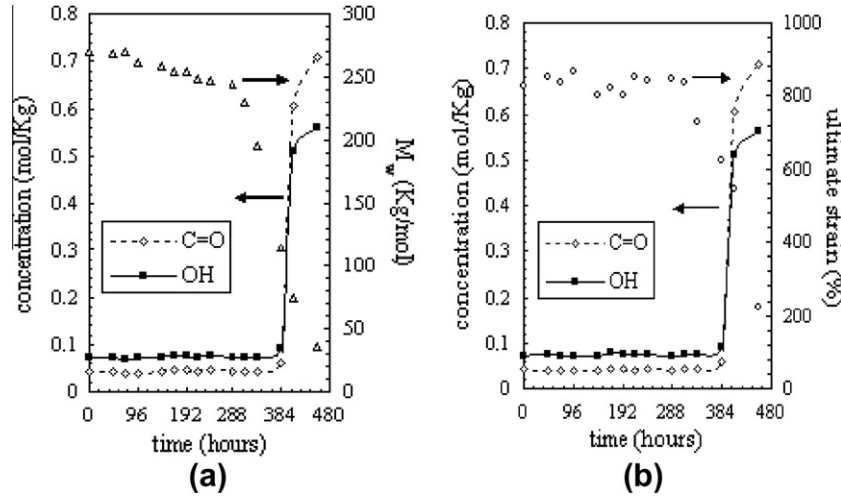 0.8
0.7
0.6
0.5
0.4
0.3
0.2
0.1
0
concentration (mol/Kg)
300
250
200
150
100
50
0
M_w (Kg/mol)
C=O
OH
0 96 192 288 384 480
time (hours)
(a)
0.8
0.7
0.6
0.5
0.4
0.3
0.2
0.1
0
concentration (mol/Kg)
1000
800
600
400
200
0
ultimate strain (%)
C=O
OH
0 96 192 288 384 480
time (hours)
(b)